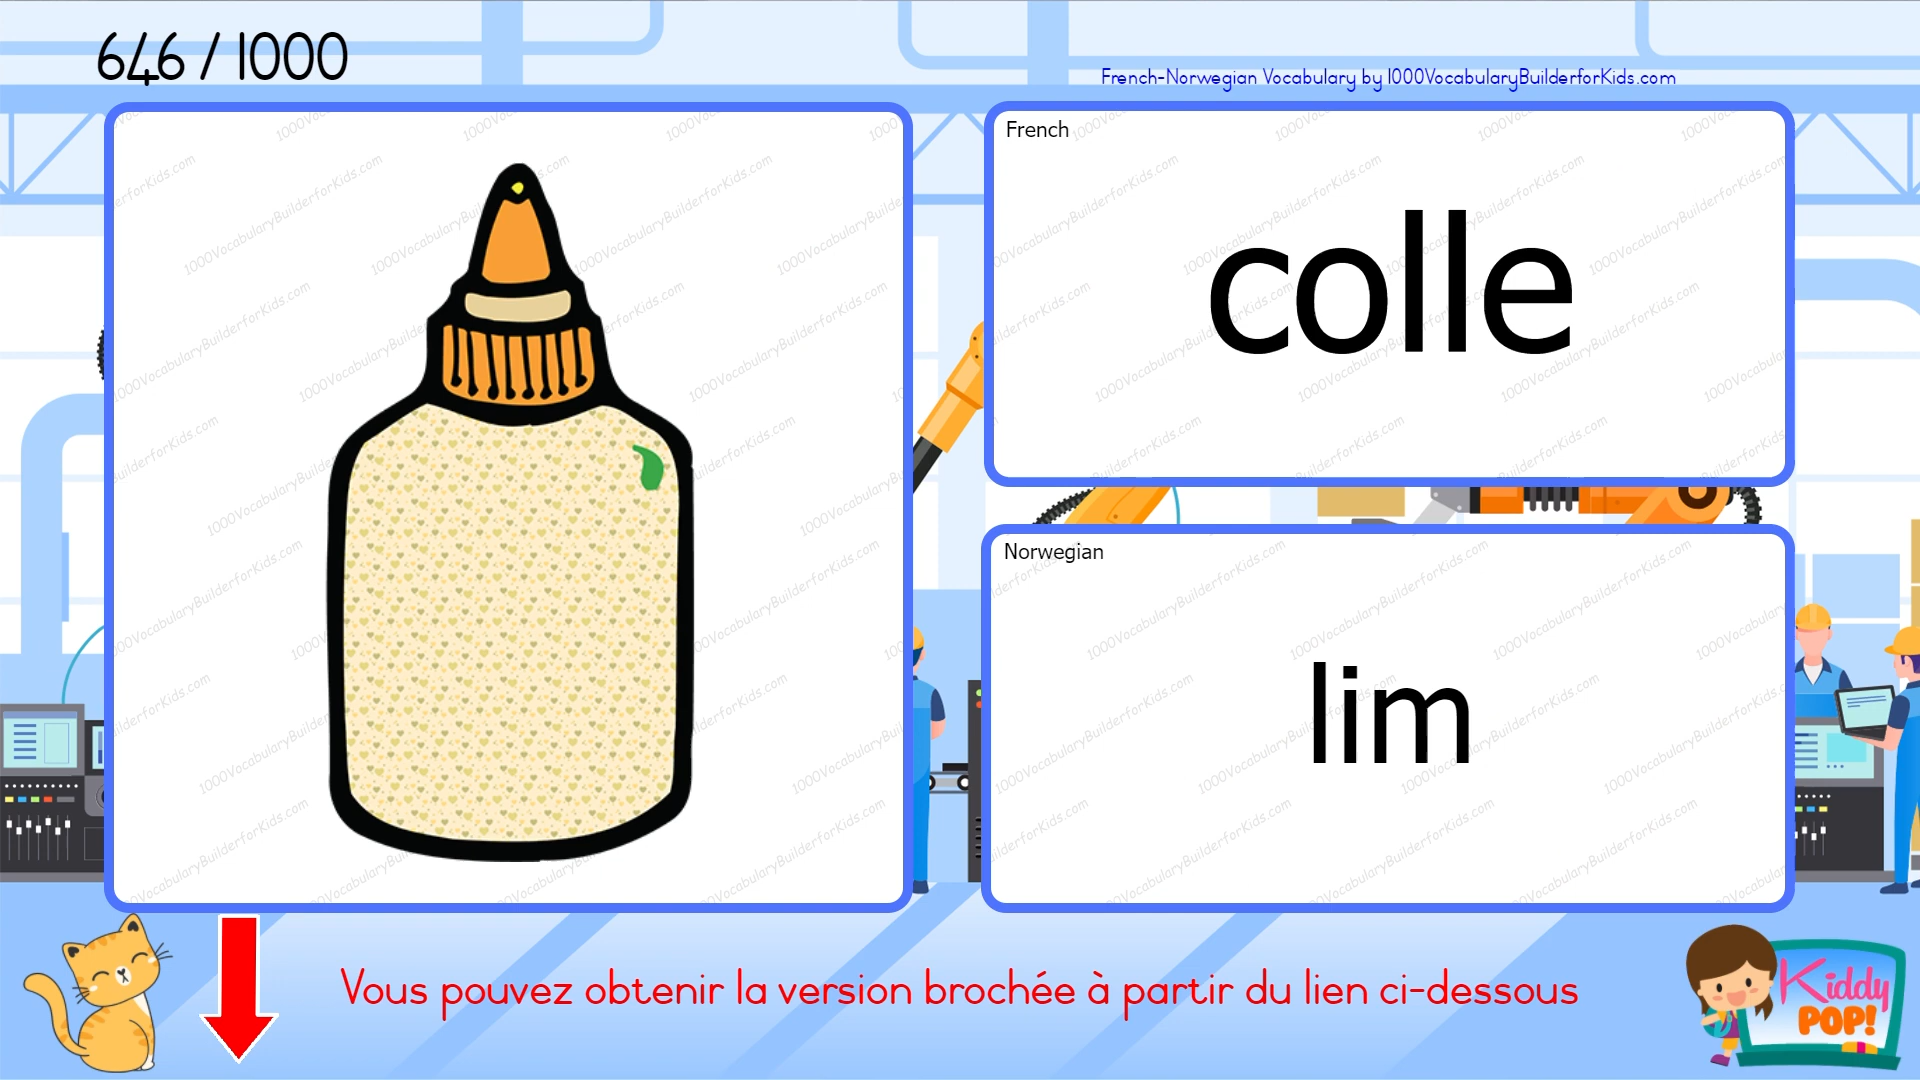 646 / 1000
French-Norwegian Vocabulary by 1000VocabularyBuilderforKids.com
French
colle
Norwegian
lim
Vous pouvez obtenir la version brochée à partir du lien ci-dessous
Kiddy
POP!